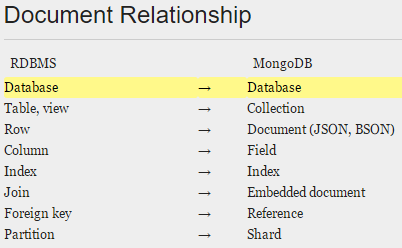 Document Relationship
RDBMS MongoDB
Database → Database
Table, view → Collection
Row → Document (JSON, BSON)
Column → Field
Index → Index
Join → Embedded document
Foreign key → Reference
Partition → Shard